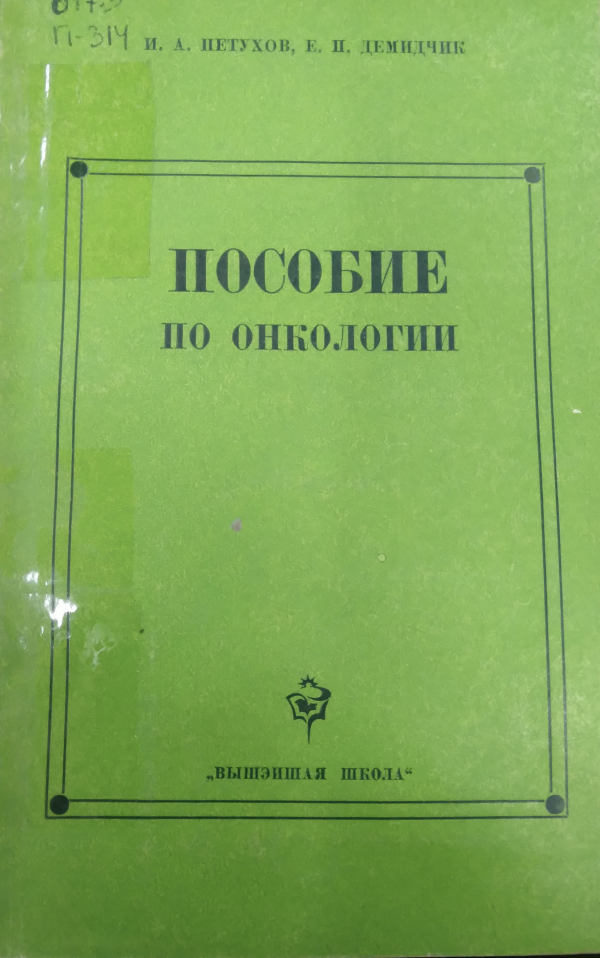 П-314
И. А. ПЕТУХОВ, Е. П. ДЕМИДЧИК
ПОСОБИЕ
ПО ОНКОЛОГИИ
„ВЫШЭЙШАЯ ШКОЛА“